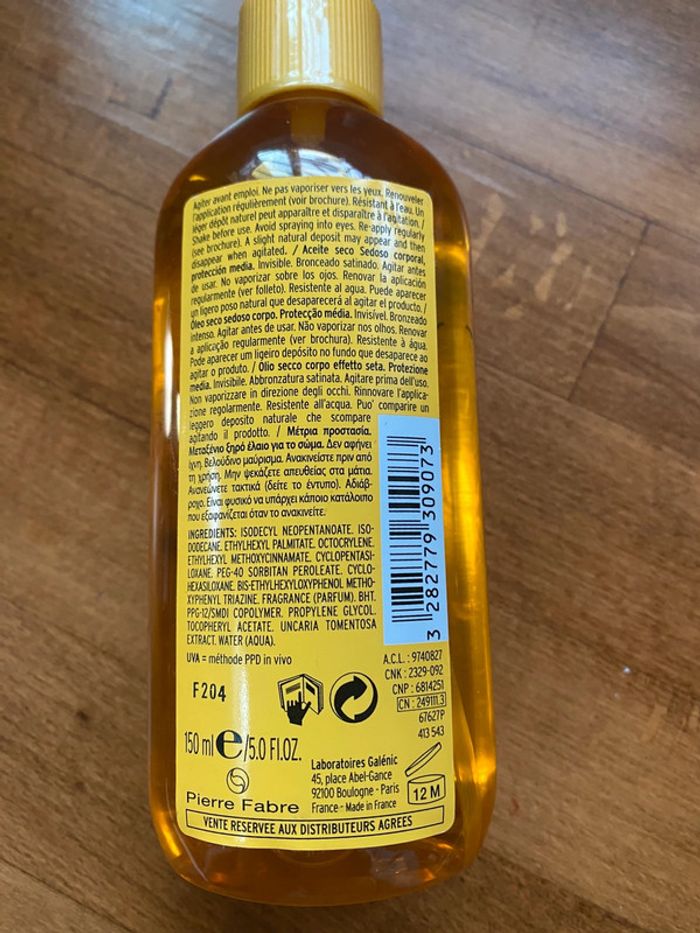 Agiter avant emploi. Ne pas vaporiser vers les yeux. Renouveler
l'application régulièrement (voir brochure). Résistant à l'eau. Un
léger dépôt naturel peut apparaître et disparaître à l'agitation. /
Shake before use. Avoid spraying into eyes. Re-apply regularly
(see brochure). A slight natural deposit may appear and then
disappear when agitated. / Aceite seco Sedoso corporal,
protección media. Invisible. Bronceado satinado. Agitar antes
de usar. No vaporizar sobre los ojos. Renovar la aplicación
regularmente (ver folleto). Resistente al agua. Puede aparecer
un ligero poso natural que desaparecerá al agitar el producto. /
Óleo seco sedoso corpo. Protecção média. Invisível. Bronzeado
intenso. Agitar antes de usar. Não vaporizar nos olhos. Renovar
a aplicação regularmente (ver brochura). Resistente à água.
Pode aparecer um ligeiro depósito no fundo que desaparece ao
agitar o produto. / Olio secco corpo effetto seta. Protezione
media. Invisibile. Abbronzatura satinata. Agitare prima dell'uso.
Non vaporizzare in direzione degli occhi. Rinnovare l'applica-
zione regolarmente. Resistente all'acqua. Puo' comparire un
leggero deposito naturale che scompare
agitando il prodotto. / Μέτρια προστασία.
Μεταξένιο ξηρό έλαιο για το σώμα. Δεν αφήνει
ίχνη. Βελούδινο μαύρισμα. Ανακινείστε πριν από
τη χρήση. Μην ψεκάζετε απευθείας στα μάτια.
Ανανεώνετε τακτικά (δείτε το έντυπο). Αδιάβ-
ροχο. Είναι φυσικό να υπάρχει κάποιο κατάλοιπο
που εξαφανίζεται όταν το ανακινείτε.
INGREDIENTS: ISODECYL NEOPENTANOATE. ISO-
DODECANE. ETHYLHEXYL PALMITATE. OCTOCRYLENE.
ETHYLHEXYL METHOXYCINNAMATE. CYCLOPENTASI-
LOXANE. PEG-40 SORBITAN PEROLEATE. CYCLO-
HEXASILOXANE. BIS-ETHYLHEXYLOXYPHENOL METHO-
XYPHENYL TRIAZINE. FRAGRANCE (PARFUM). BHT.
PPG-12/SMDI COPOLYMER. PROPYLENE GLYCOL.
TOCOPHERYL ACETATE. UNCARIA TOMENTOSA
EXTRACT. WATER (AQUA).
UVA = méthode PPD in vivo
3 282779 309073
A.C.L. : 9740827
CNK : 2329-092
CNP : 6814251
CN : 249111.3
67627P
413 543
F204
150 ml e/5.0 FL.OZ.
Pierre Fabre
Laboratoires Galénic
45, place Abel-Gance
92100 Boulogne - Paris
France - Made in France
12 M
VENTE RESERVEE AUX DISTRIBUTEURS AGREES